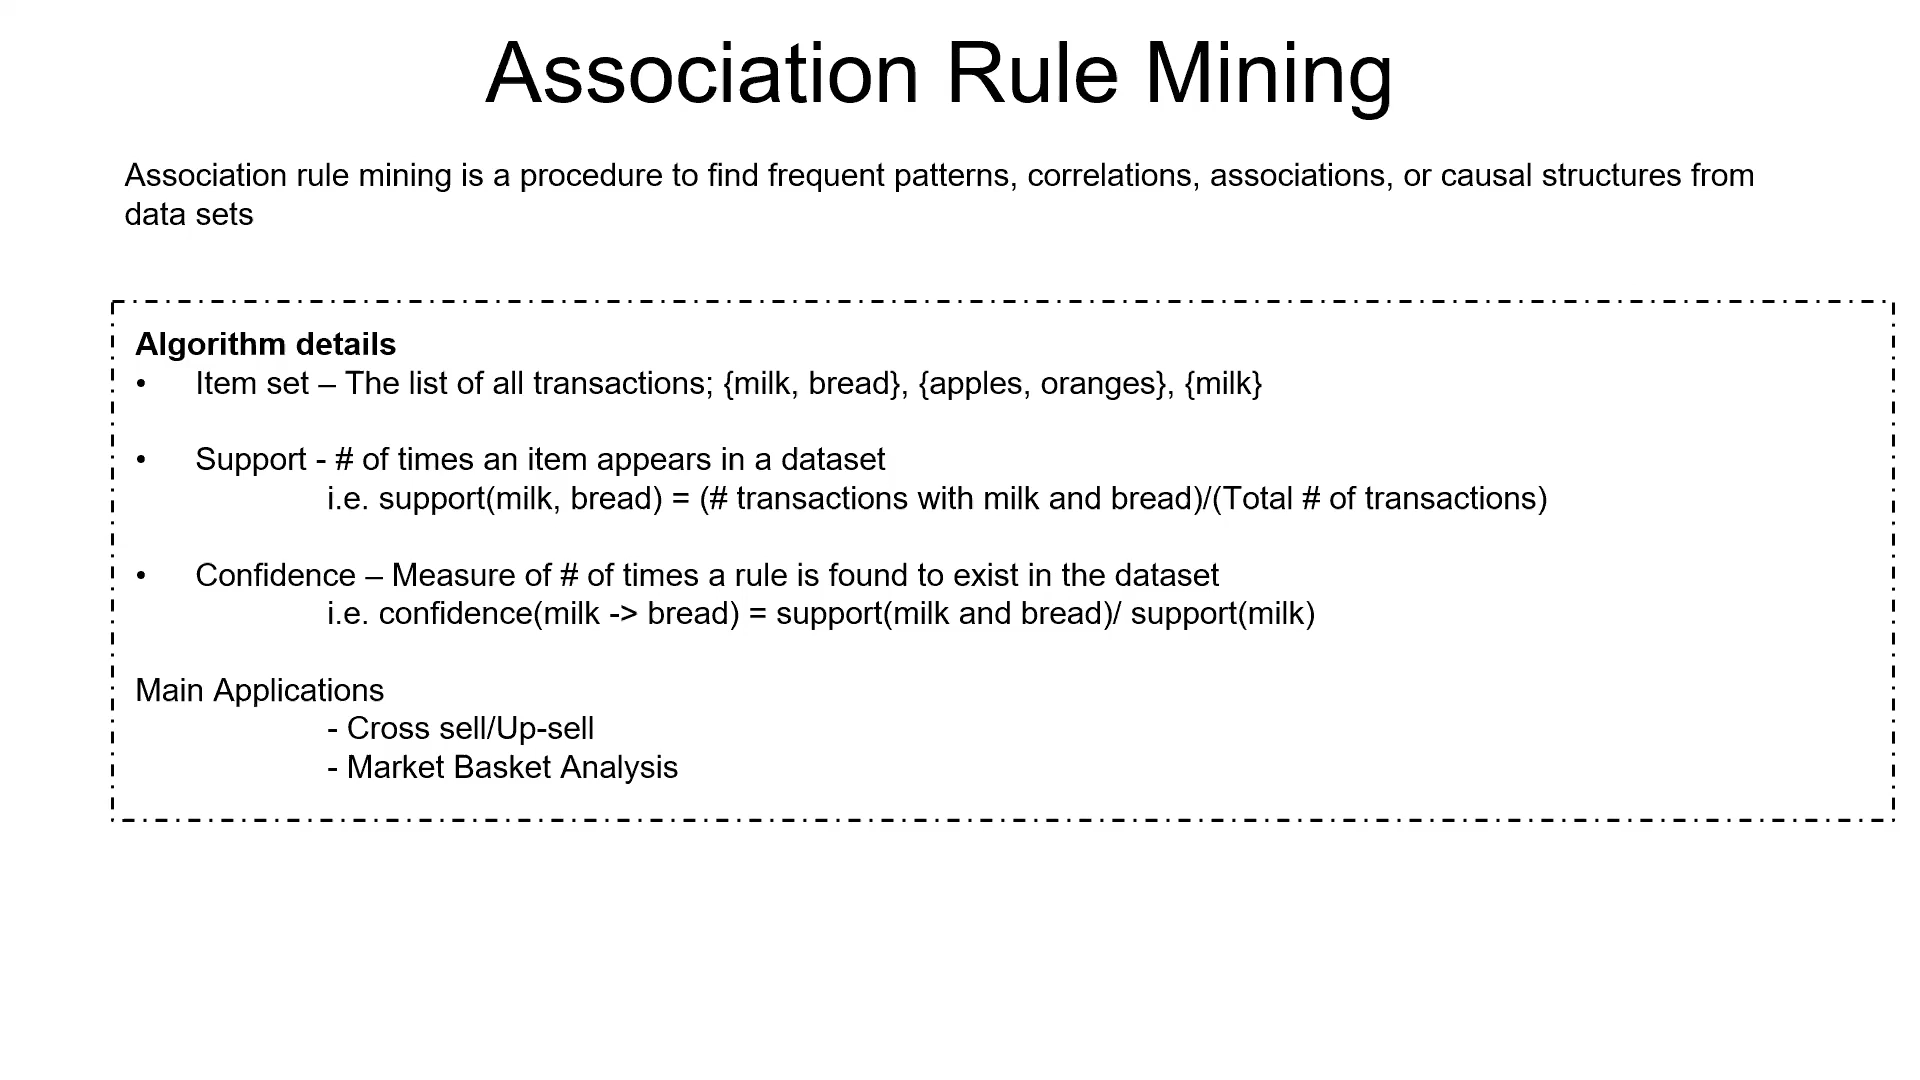 Association Rule Mining
Association rule mining is a procedure to find frequent patterns, correlations, associations, or causal structures from
data sets
Algorithm details
• Item set – The list of all transactions; {milk, bread}, {apples, oranges}, {milk}
• Support - # of times an item appears in a dataset
i.e. support(milk, bread) = (# transactions with milk and bread)/(Total # of transactions)
• Confidence – Measure of # of times a rule is found to exist in the dataset
i.e. confidence(milk -> bread) = support(milk and bread)/ support(milk)
Main Applications
- Cross sell/Up-sell
- Market Basket Analysis